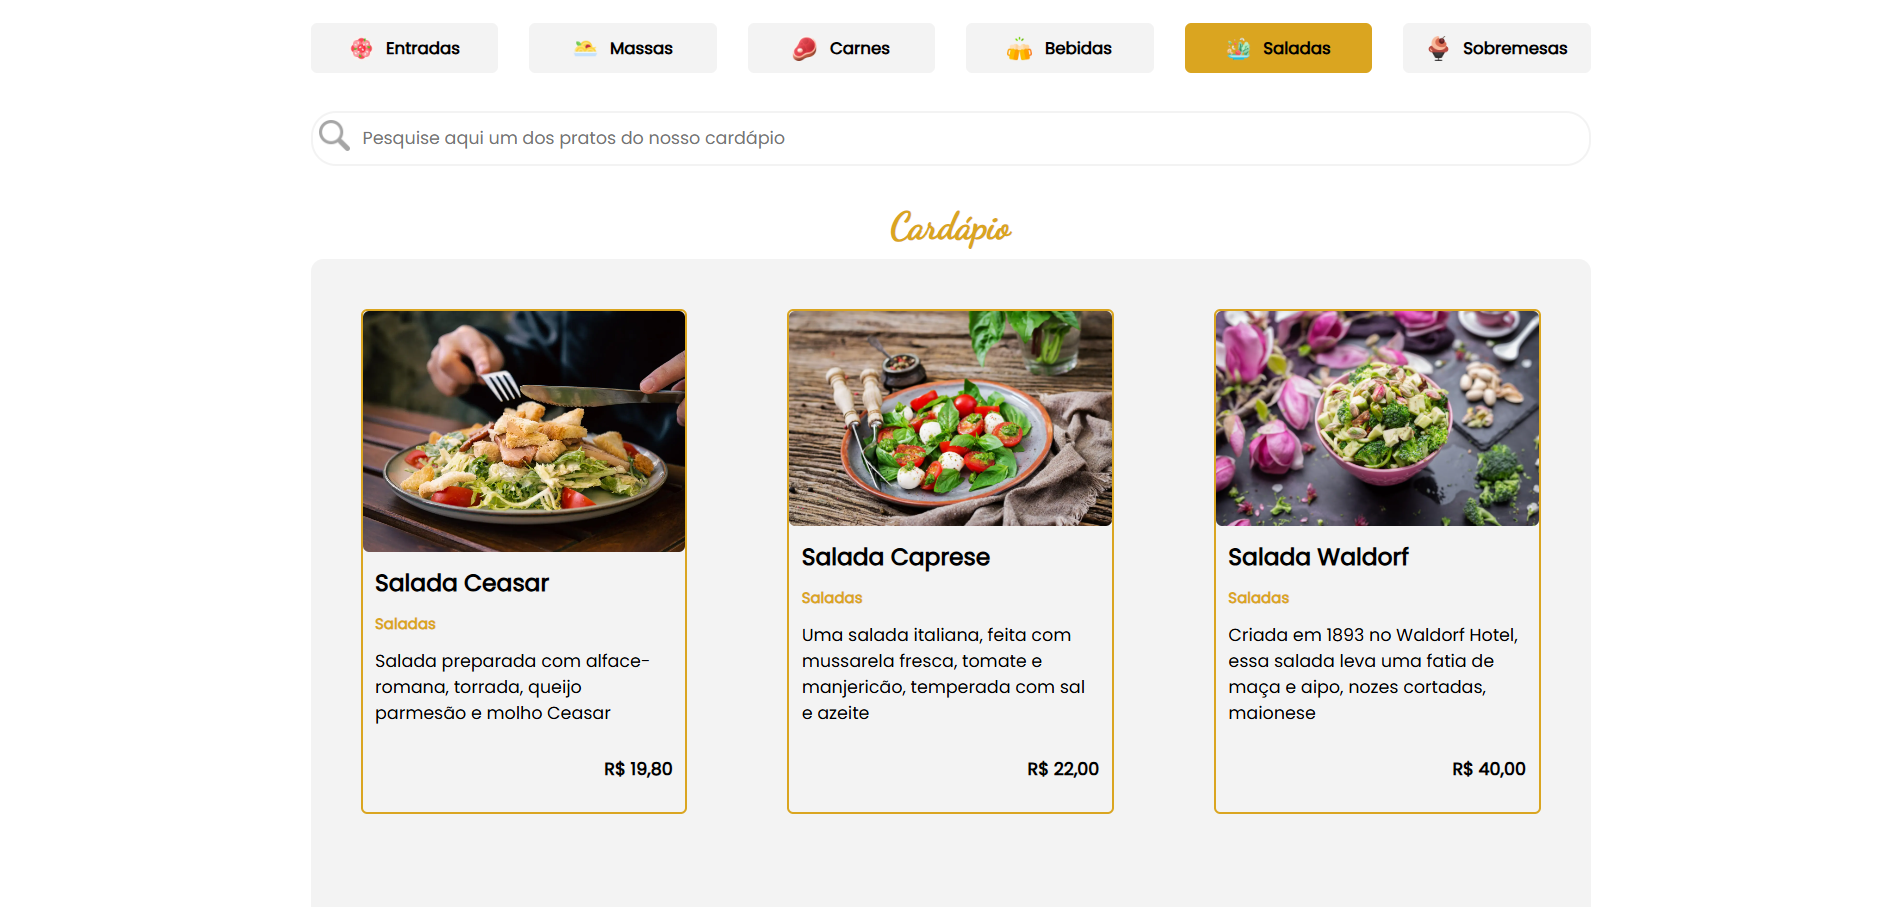 Entradas
Massas
Carnes
Bebidas
Saladas
Sobremesas
Pesquise aqui um dos pratos do nosso cardápio
Cardápio
Salada Ceasar
Saladas
Salada preparada com alface-
romana, torrada, queijo
parmesão e molho Ceasar
R$ 19,80
Salada Caprese
Saladas
Uma salada italiana, feita com
mussarela fresca, tomate e
manjericão, temperada com sal
e azeite
R$ 22,00
Salada Waldorf
Saladas
Criada em 1893 no Waldorf Hotel,
essa salada leva uma fatia de
maça e aipo, nozes cortadas,
maionese
R$ 40,00